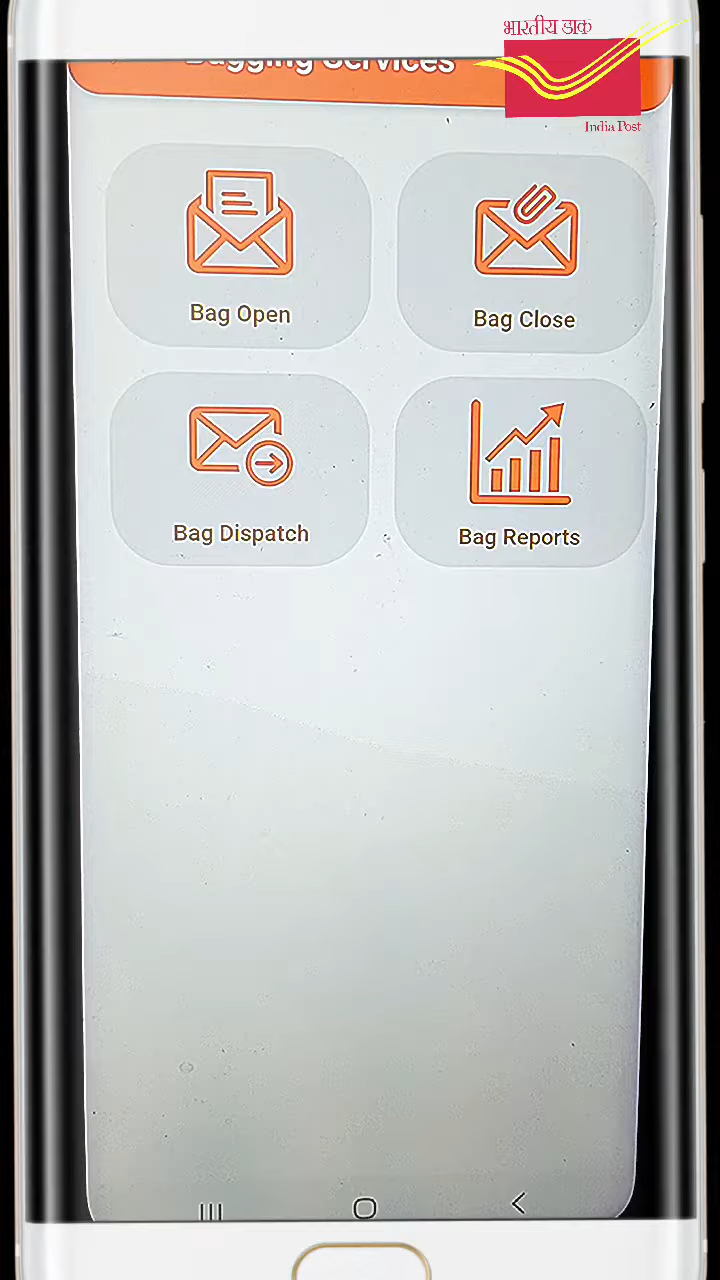 भारतीय डाक
India Post
Bagging Services
Bag Open
Bag Close
Bag Dispatch
Bag Reports